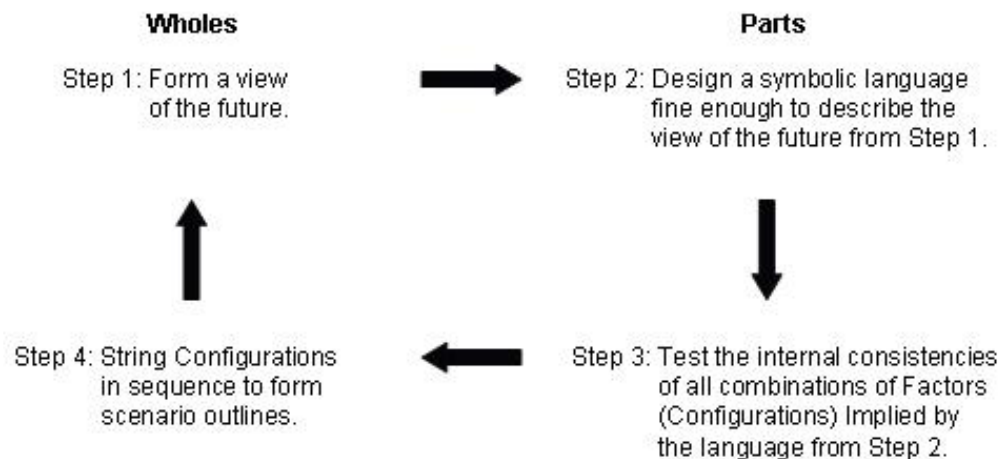 Wholes
Parts
Step 1: Form a view
of the future.
Step 2: Design a symbolic language
fine enough to describe the
view of the future from Step 1.
Step 4: String Configurations
in sequence to form
scenario outlines.
Step 3: Test the internal consistencies
of all combinations of Factors
(Configurations) Implied by
the language from Step 2.